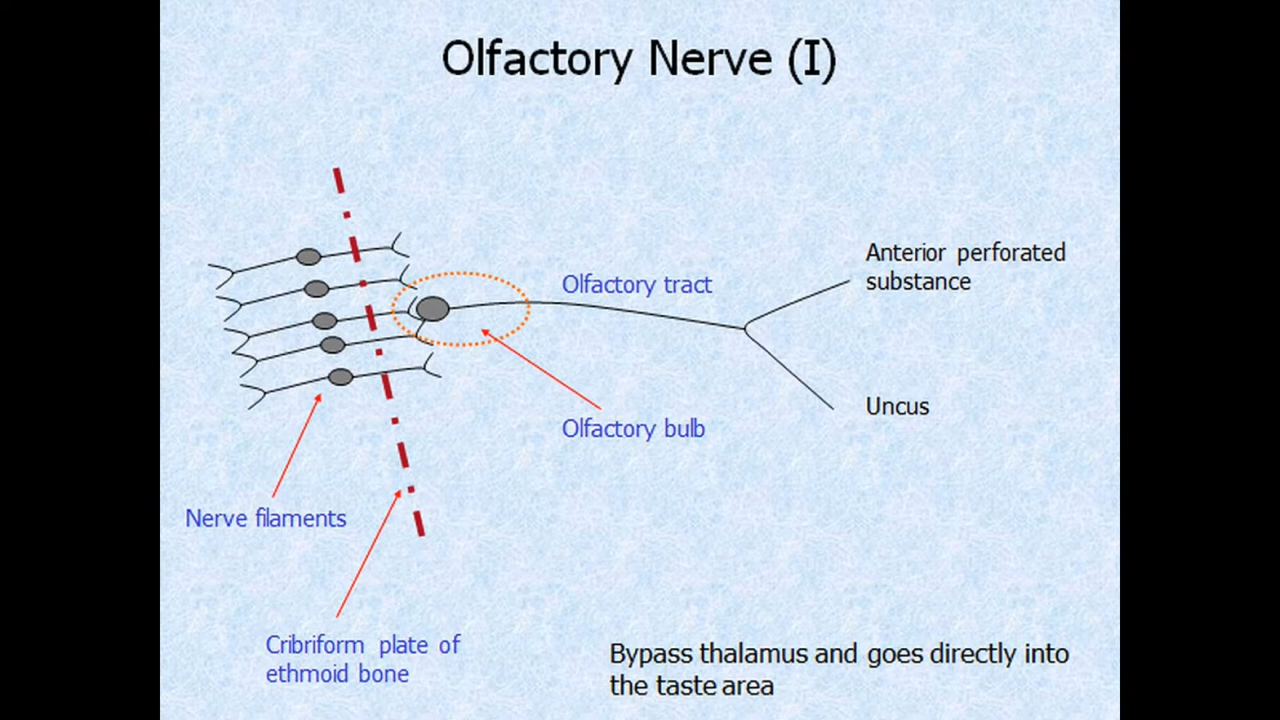 Olfactory Nerve (I)
Anterior perforated
substance
Olfactory tract
Uncus
Olfactory bulb
Nerve filaments
Cribriform plate of
ethmoid bone
Bypass thalamus and goes directly into
the taste area